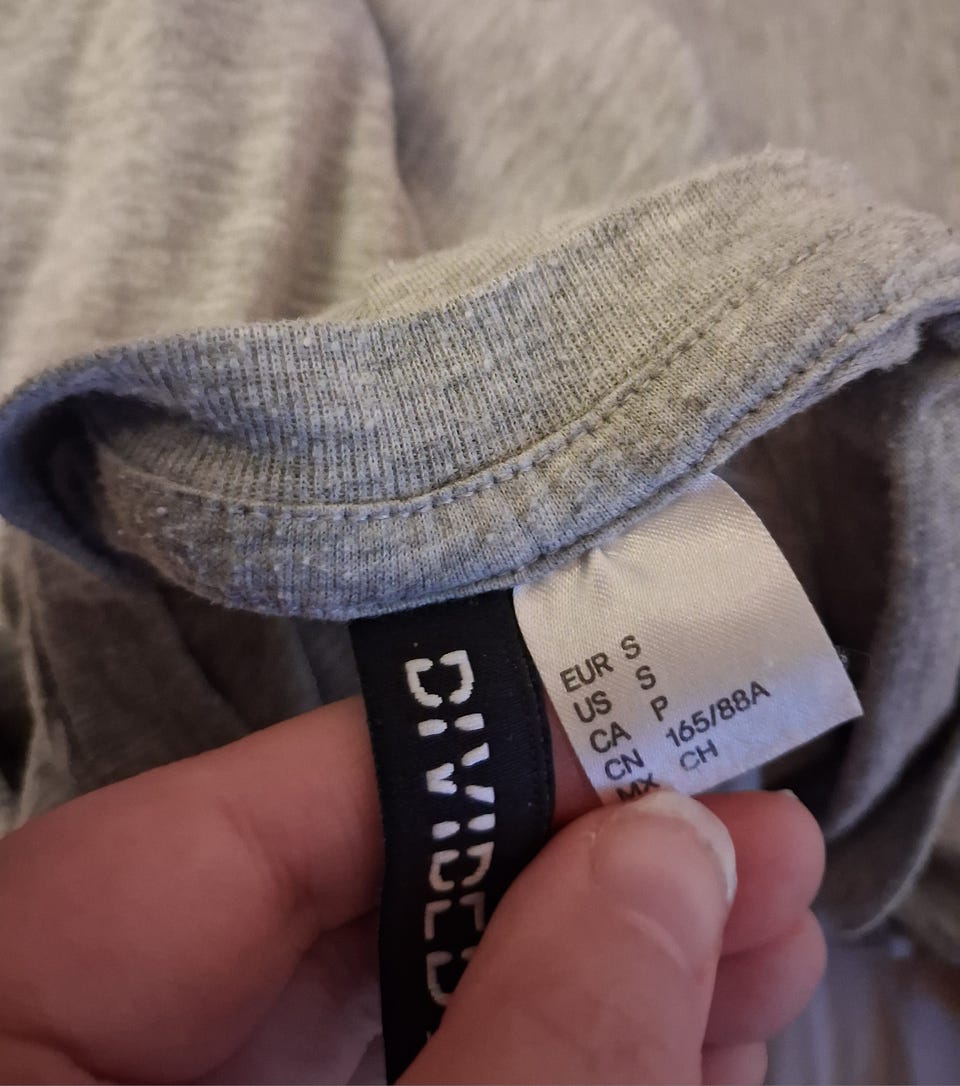 DIVIDED
EUR S
US S
CA P
CN 165/88A
MX CH